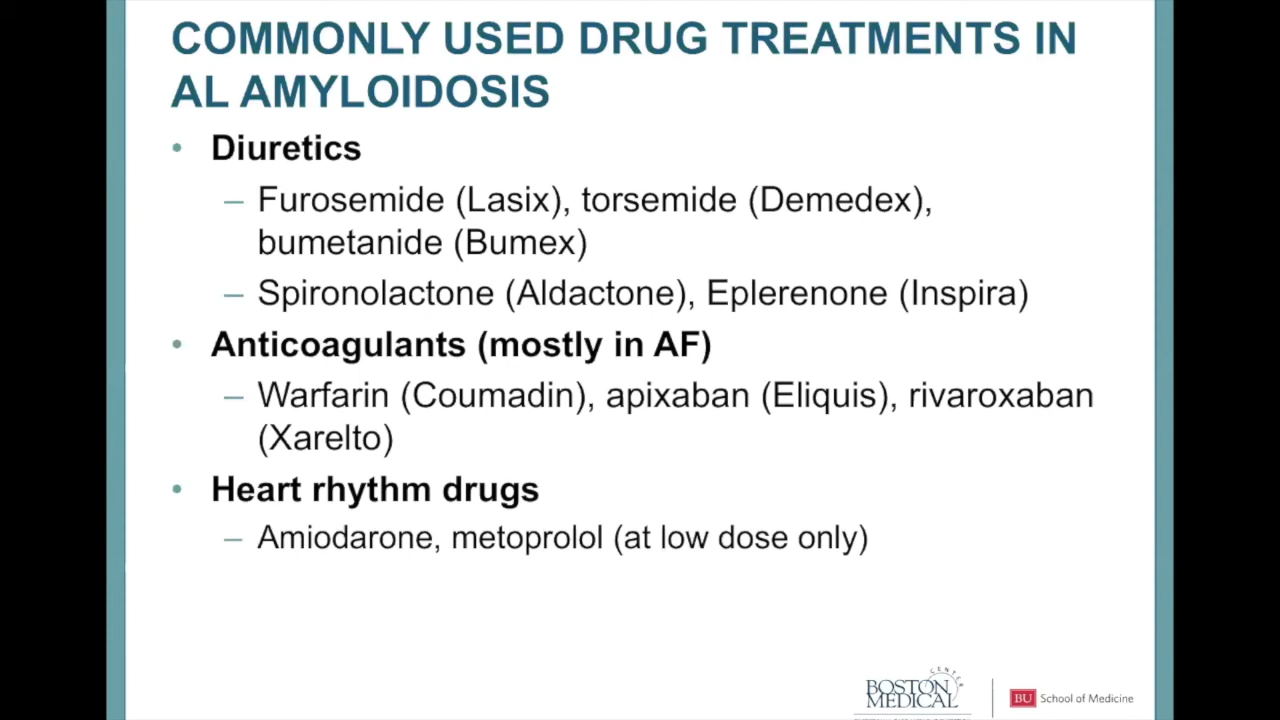 COMMONLY USED DRUG TREATMENTS IN
AL AMYLOIDOSIS
• Diuretics
– Furosemide (Lasix), torsemide (Demedex),
bumetanide (Bumex)
– Spironolactone (Aldactone), Eplerenone (Inspira)
• Anticoagulants (mostly in AF)
– Warfarin (Coumadin), apixaban (Eliquis), rivaroxaban
(Xarelto)
• Heart rhythm drugs
– Amiodarone, metoprolol (at low dose only)
BOSTON
MEDICAL
CENTER
BU School of Medicine